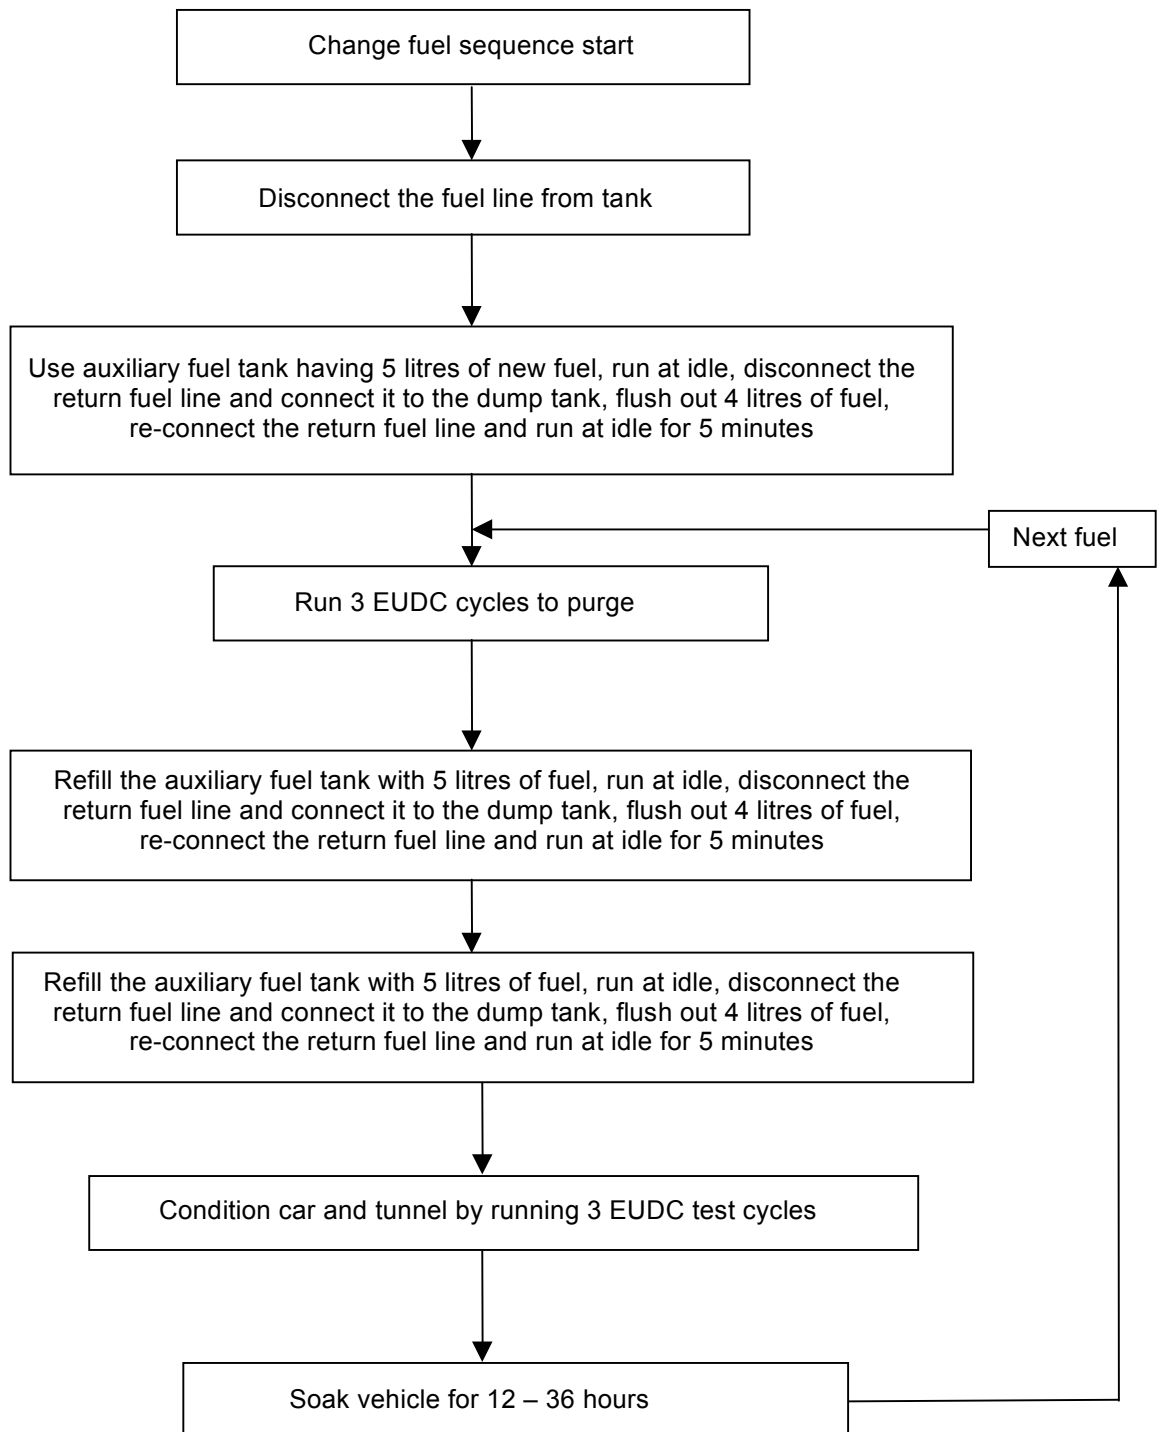 Change fuel sequence start
Disconnect the fuel line from tank
Use auxiliary fuel tank having 5 litres of new fuel, run at idle, disconnect the
return fuel line and connect it to the dump tank, flush out 4 litres of fuel,
re-connect the return fuel line and run at idle for 5 minutes
Next fuel
Run 3 EUDC cycles to purge
Refill the auxiliary fuel tank with 5 litres of fuel, run at idle, disconnect the
return fuel line and connect it to the dump tank, flush out 4 litres of fuel,
re-connect the return fuel line and run at idle for 5 minutes
Refill the auxiliary fuel tank with 5 litres of fuel, run at idle, disconnect the
return fuel line and connect it to the dump tank, flush out 4 litres of fuel,
re-connect the return fuel line and run at idle for 5 minutes
Condition car and tunnel by running 3 EUDC test cycles
Soak vehicle for 12 – 36 hours